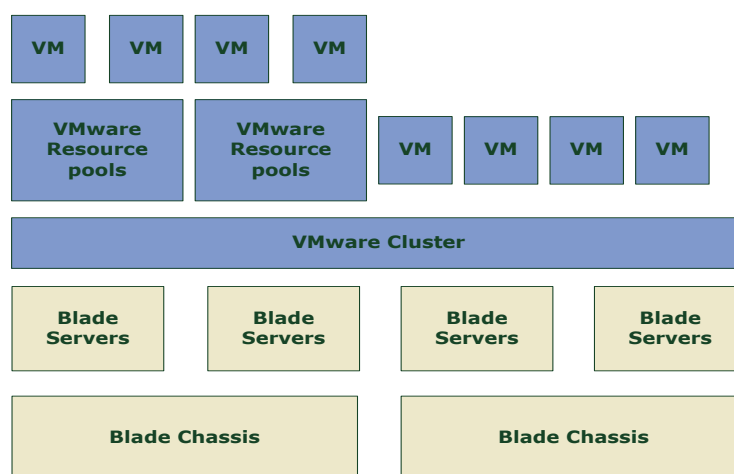 VM VM VM VM
VMware
Resource
pools
VMware
Resource
pools
VM VM VM VM
VMware Cluster
Blade
Servers
Blade
Servers
Blade
Servers
Blade
Servers
Blade Chassis
Blade Chassis